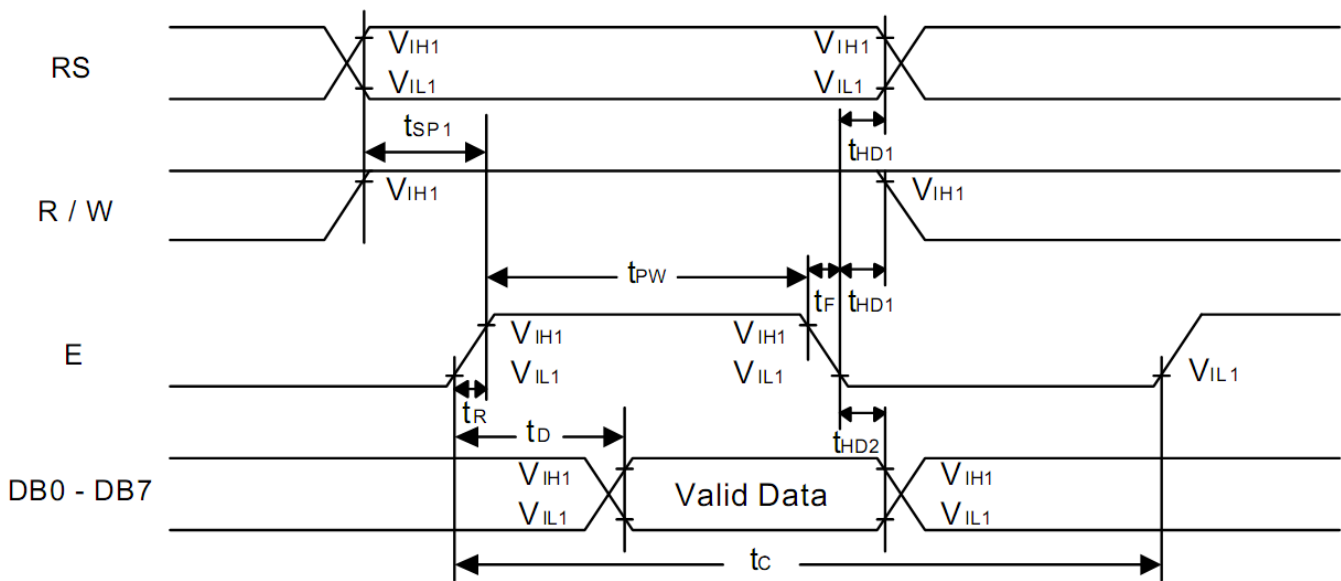 RS
VIH1
VIH1
VIL1
VIL1
tSP1
tHD1
R / W
VIH1
VIH1
tPW
tF
tHD1
E
VIH1
VIH1
VIL1
VIL1
VIL1
tR
tD
tHD2
DB0 - DB7
VIH1
Valid Data
VIH1
VIL1
VIL1
tC